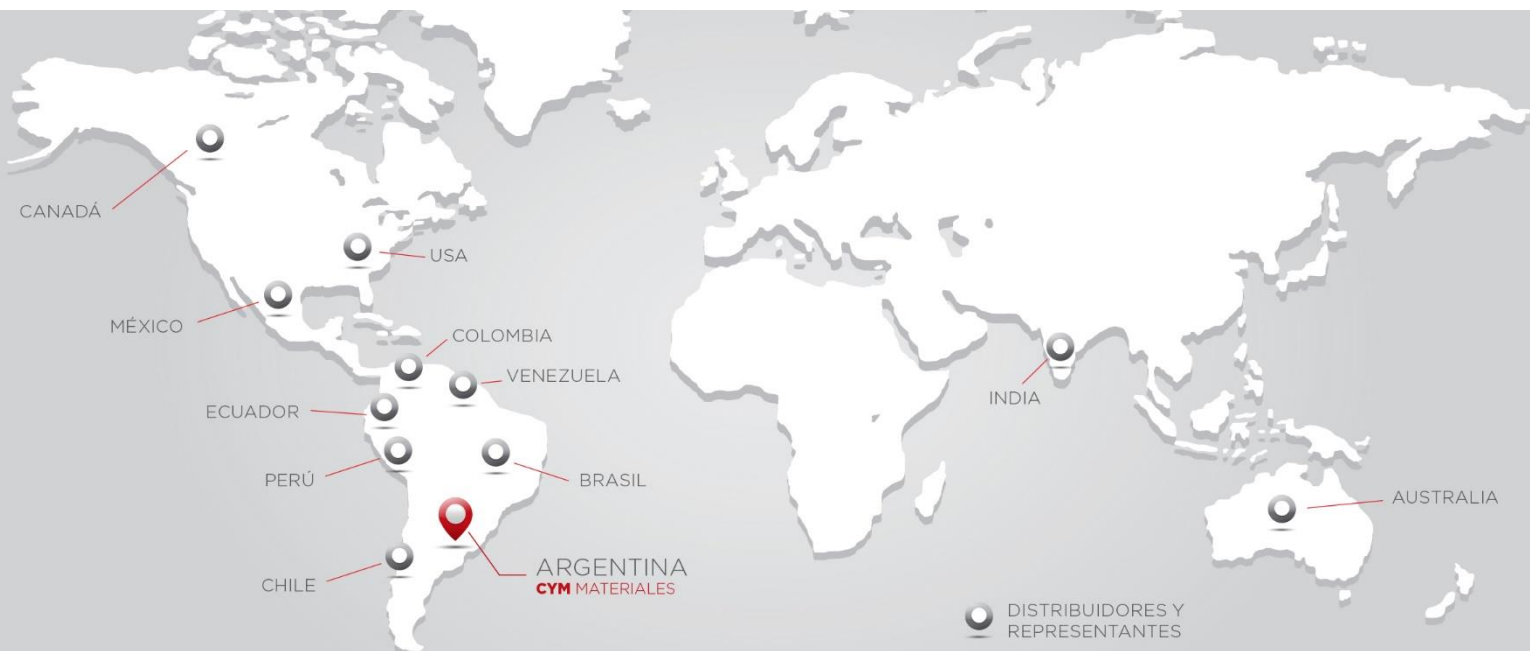 CANADÁ
USA
MÉXICO
COLOMBIA
VENEZUELA
ECUADOR
INDIA
PERÚ
BRASIL
AUSTRALIA
ARGENTINA
CYM MATERIALES
CHILE
DISTRIBUIDORES Y
REPRESENTANTES